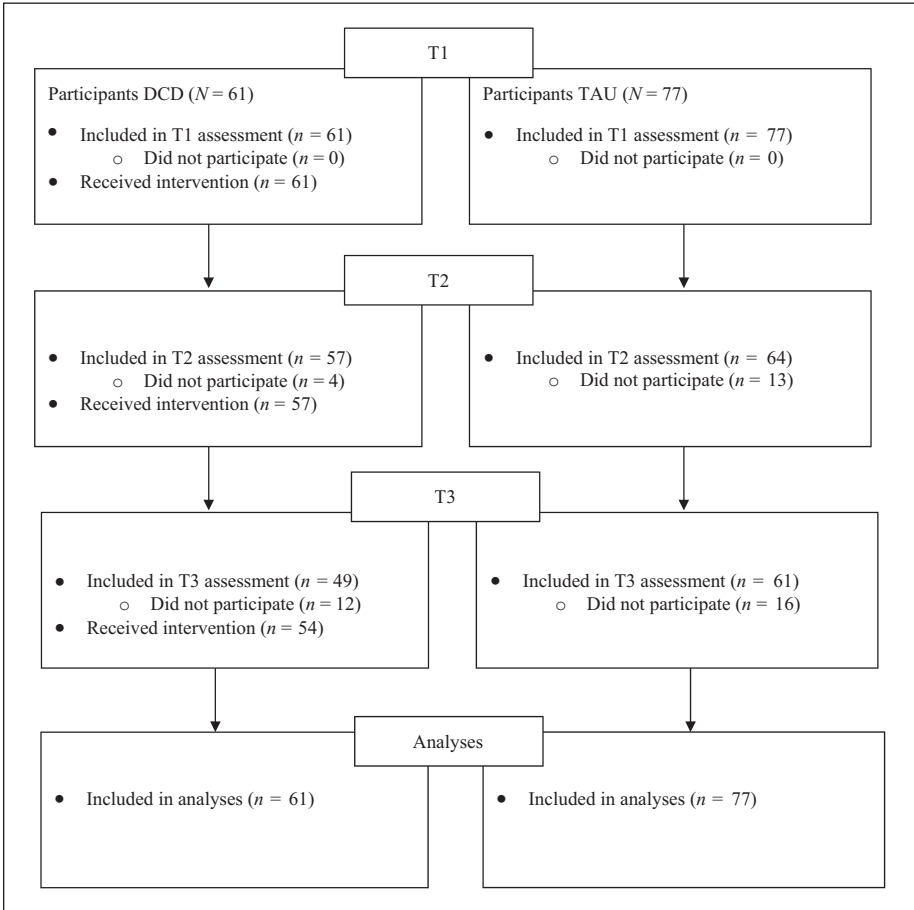 T1
Participants DCD (N = 61)
● Included in T1 assessment (n = 61)
o Did not participate (n = 0)
● Received intervention (n = 61)
Participants TAU (N = 77)
● Included in T1 assessment (n = 77)
o Did not participate (n = 0)
T2
● Included in T2 assessment (n = 57)
o Did not participate (n = 4)
● Received intervention (n = 57)
● Included in T2 assessment (n = 64)
o Did not participate (n = 13)
T3
● Included in T3 assessment (n = 49)
o Did not participate (n = 12)
● Received intervention (n = 54)
● Included in T3 assessment (n = 61)
o Did not participate (n = 16)
Analyses
● Included in analyses (n = 61)
● Included in analyses (n = 77)